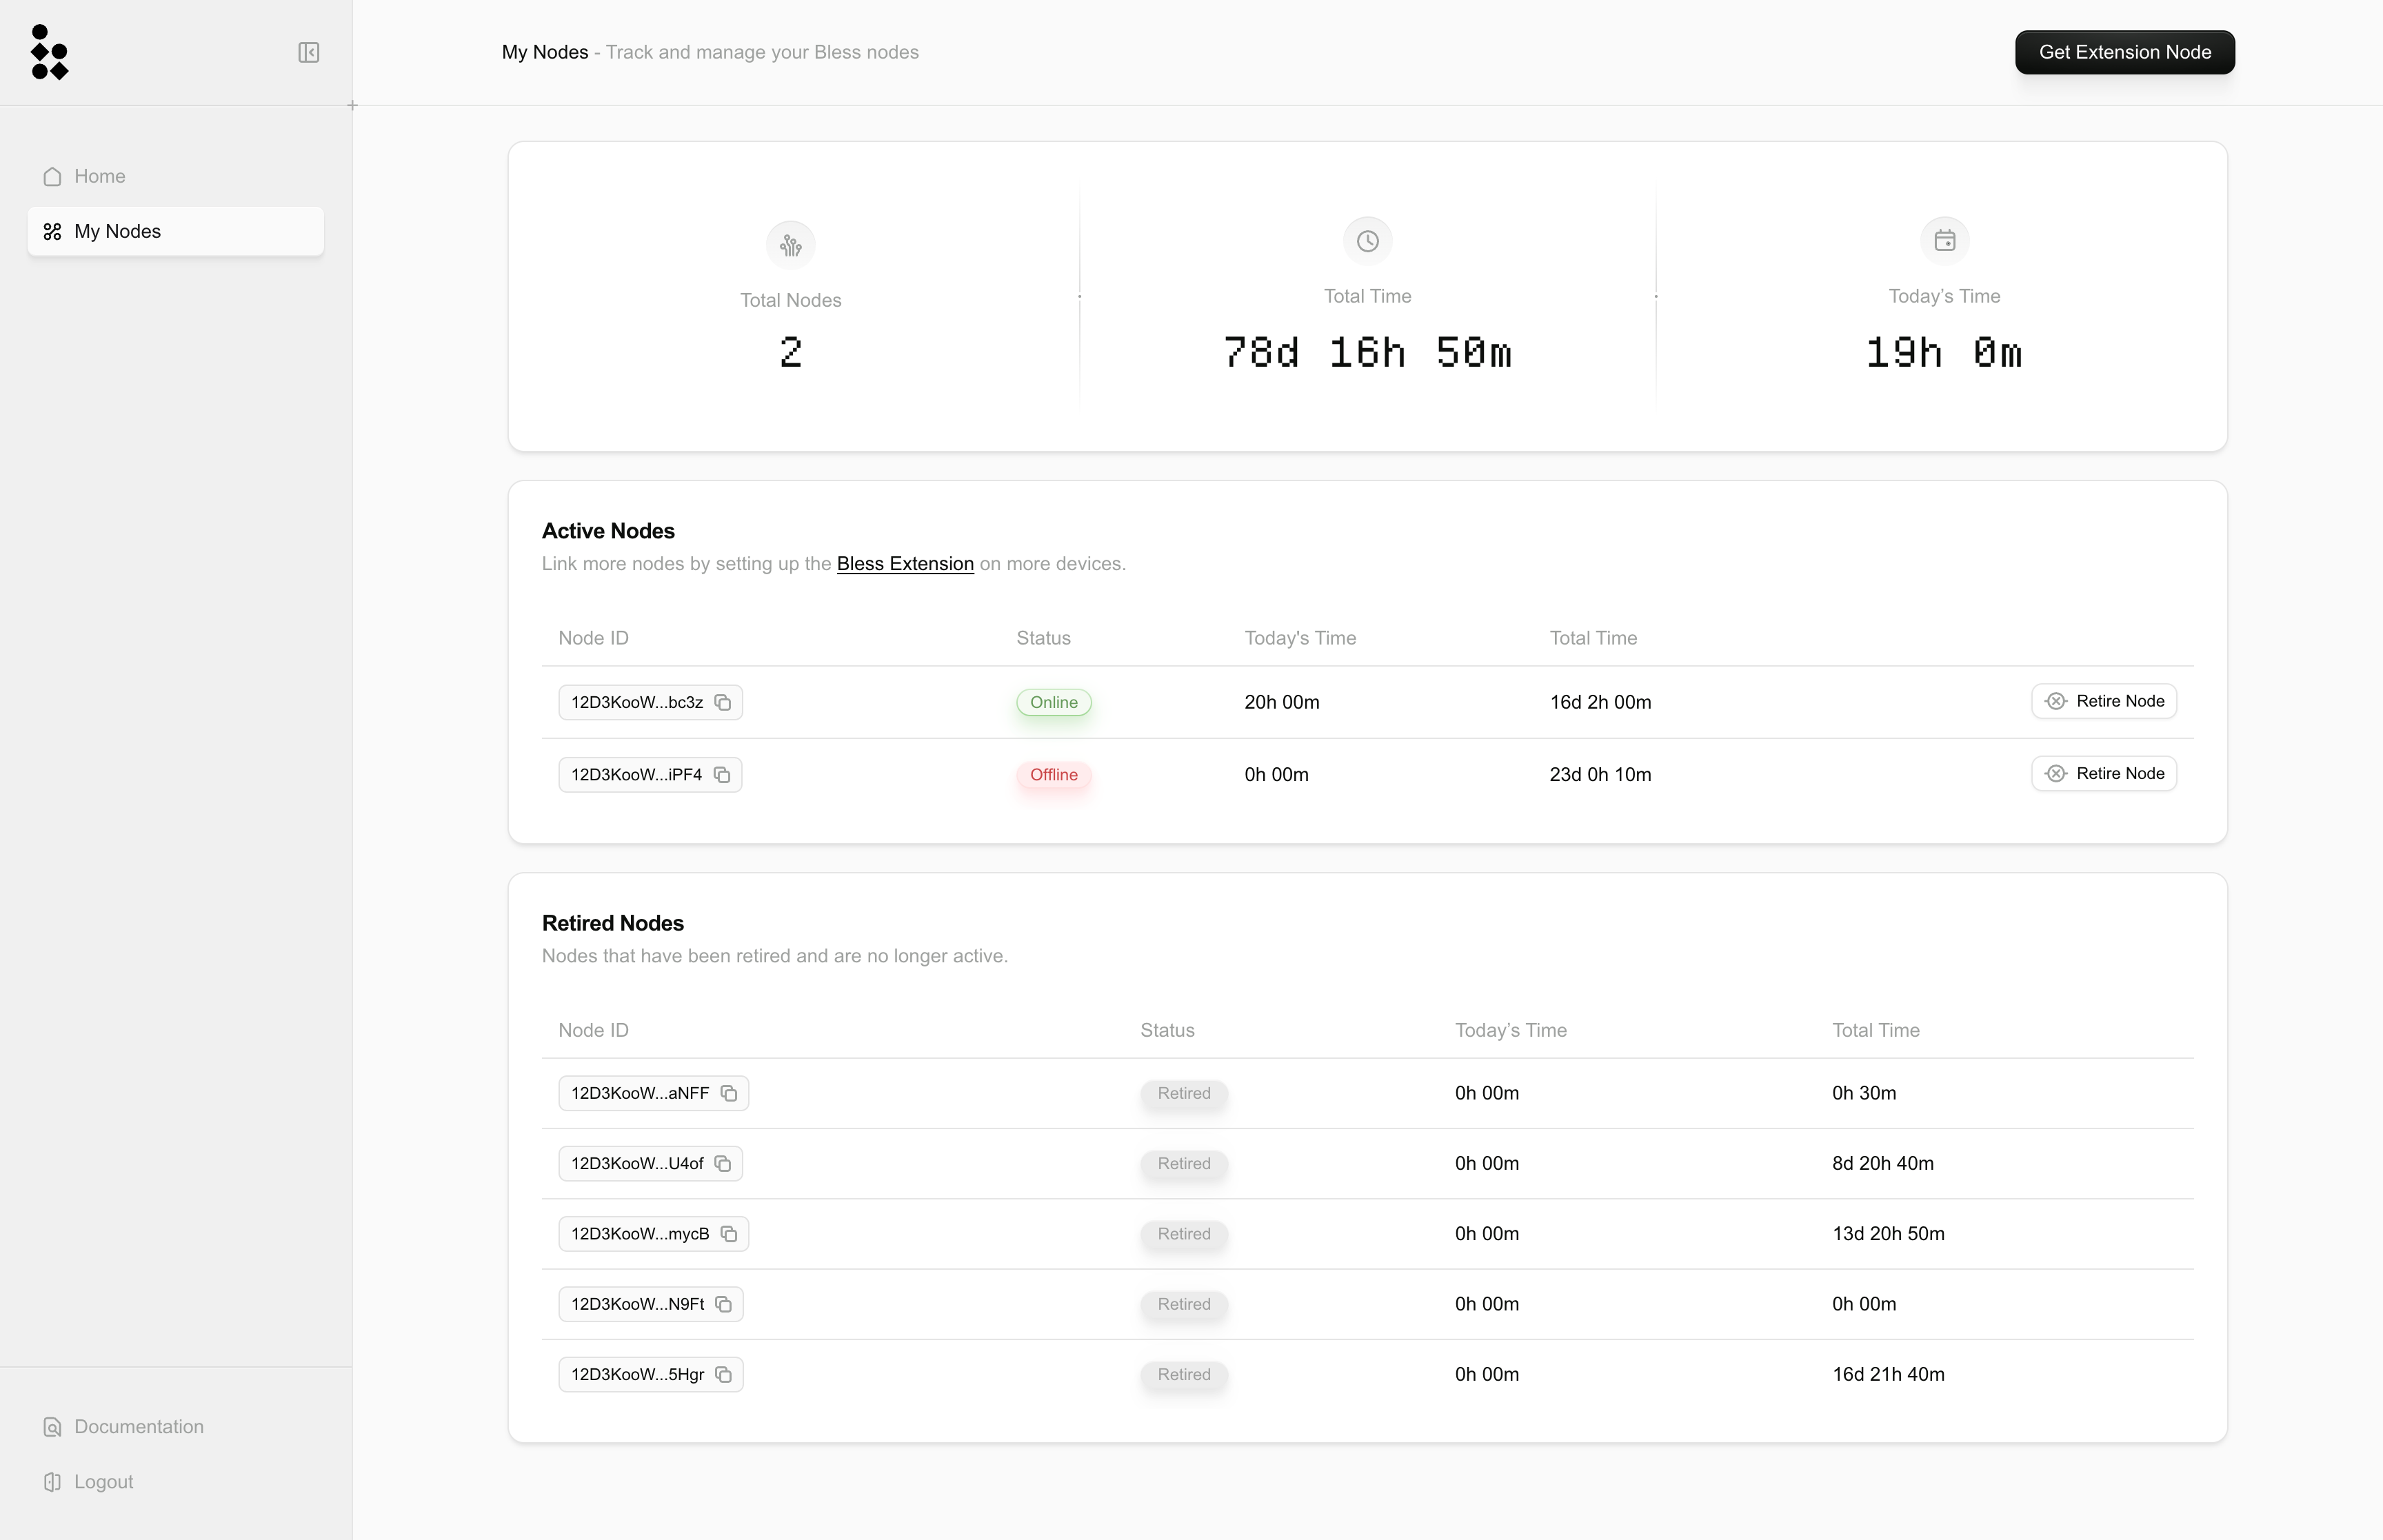 My Nodes - Track and manage your Bless nodes
Get Extension Node
Home
My Nodes
Total Nodes
2
Total Time
78d 16h 50m
Today’s Time
19h 0m
Active Nodes
Link more nodes by setting up the Bless Extension on more devices.
Node ID Status Today's Time Total Time
12D3KooW...bc3z Online 20h 00m 16d 2h 00m Retire Node
12D3KooW...iPF4 Offline 0h 00m 23d 0h 10m Retire Node
Retired Nodes
Nodes that have been retired and are no longer active.
Node ID Status Today’s Time Total Time
12D3KooW...aNFF Retired 0h 00m 0h 30m
12D3KooW...U4of Retired 0h 00m 8d 20h 40m
12D3KooW...mycB Retired 0h 00m 13d 20h 50m
12D3KooW...N9Ft Retired 0h 00m 0h 00m
12D3KooW...5Hgr Retired 0h 00m 16d 21h 40m
Documentation
Logout